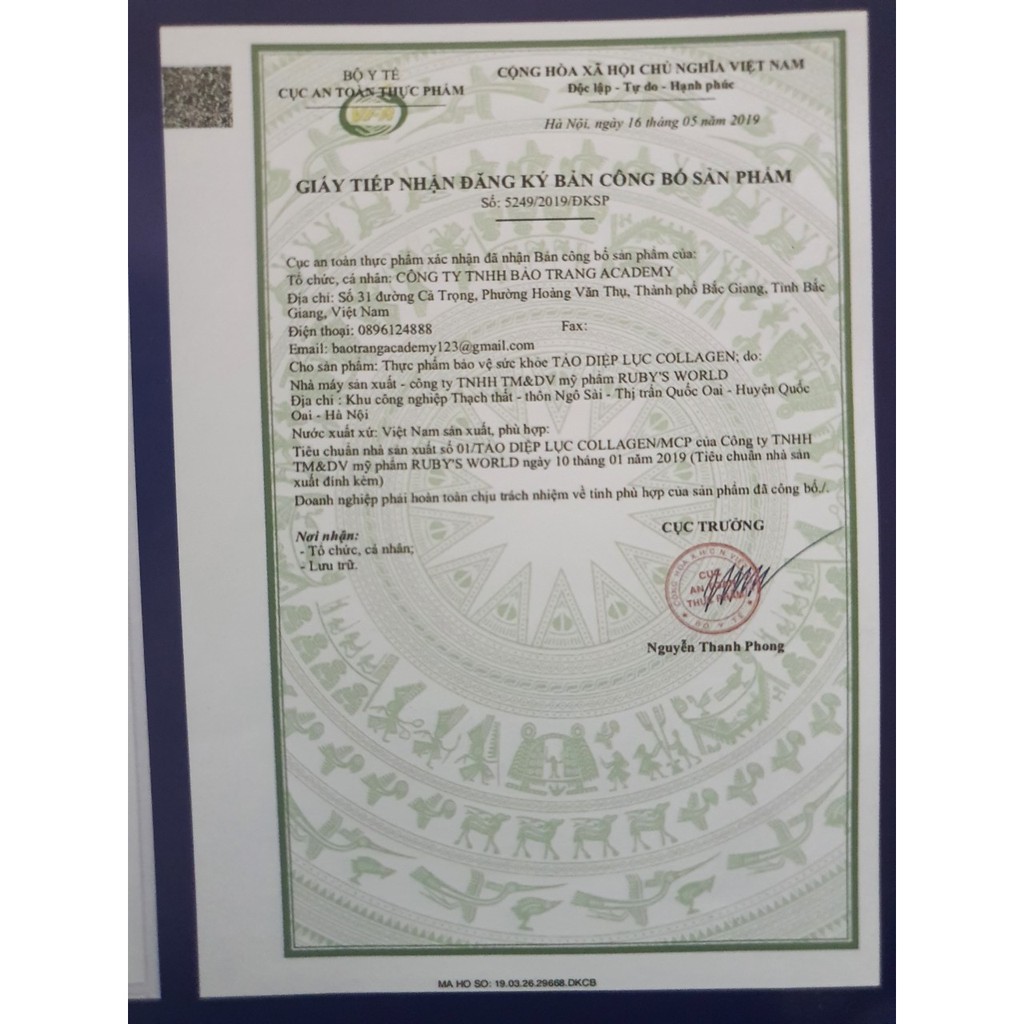 BỘ Y TẾ
CỤC AN TOÀN THỰC PHẨM
CỘNG HÒA XÃ HỘI CHỦ NGHĨA VIỆT NAM
Độc lập - Tự do - Hạnh phúc
Hà Nội, ngày 16 tháng 05 năm 2019
GIẤY TIẾP NHẬN ĐĂNG KÝ BẢN CÔNG BỐ SẢN PHẨM
Số: 5249/2019/ĐKSP
Cục an toàn thực phẩm xác nhận đã nhận Bản công bố sản phẩm của:
Tổ chức, cá nhân: CÔNG TY TNHH BẢO TRANG ACADEMY
Địa chỉ: Số 31 đường Cả Trọng, Phường Hoàng Văn Thụ, Thành phố Bắc Giang, Tỉnh Bắc
Giang, Việt Nam
Điện thoại: 0896124888 Fax:
Email: baotrangacademy123@gmail.com
Cho sản phẩm: Thực phẩm bảo vệ sức khỏe TẢO DIỆP LỤC COLLAGEN; do:
Nhà máy sản xuất - công ty TNHH TM&DV mỹ phẩm RUBY'S WORLD
Địa chỉ : Khu công nghiệp Thạch thất - thôn Ngô Sài - Thị trấn Quốc Oai - Huyện Quốc
Oai - Hà Nội
Nước xuất xứ: Việt Nam sản xuất, phù hợp:
Tiêu chuẩn nhà sản xuất số 01/TẢO DIỆP LỤC COLLAGEN/MCP của Công ty TNHH
TM&DV mỹ phẩm RUBY'S WORLD ngày 10 tháng 01 năm 2019 (Tiêu chuẩn nhà sản
xuất đính kèm)
Doanh nghiệp phải hoàn toàn chịu trách nhiệm về tính phù hợp của sản phẩm đã công bố./.
Nơi nhận:
- Tổ chức, cá nhân;
- Lưu trữ.
CỤC TRƯỞNG
CỤC
AN TOÀN
THỰC PHẨM
BỘ Y TẾ
Nguyễn Thanh Phong
MA HO SO: 19.03.26.29668.DKCB